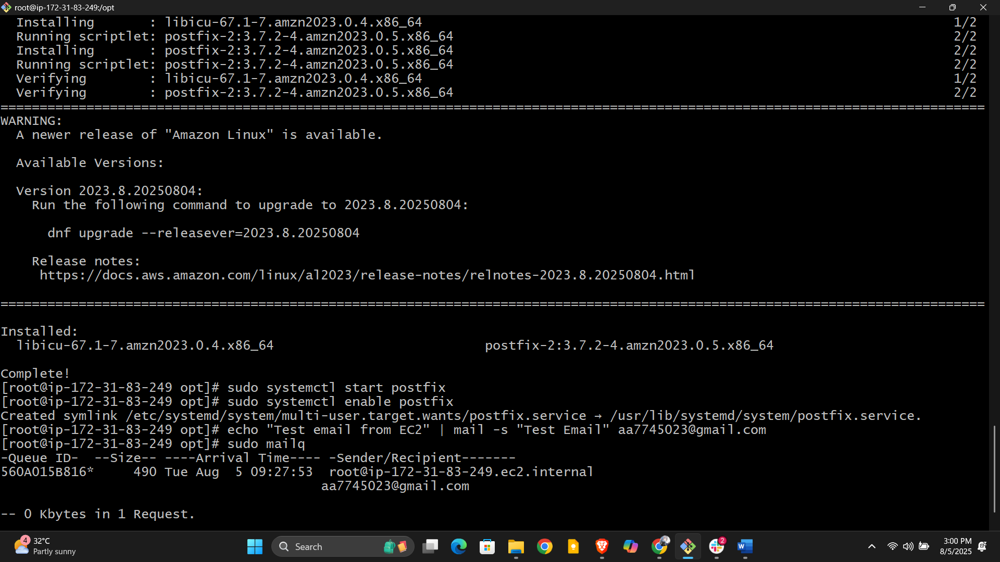 root@ip-172-31-83-249:/opt
  Installing       : libicu-67.1-7.amzn2023.0.4.x86_64 1/2
  Running scriptlet: postfix-2:3.7.2-4.amzn2023.0.5.x86_64 2/2
  Installing       : postfix-2:3.7.2-4.amzn2023.0.5.x86_64 2/2
  Running scriptlet: postfix-2:3.7.2-4.amzn2023.0.5.x86_64 2/2
  Verifying        : libicu-67.1-7.amzn2023.0.4.x86_64 1/2
  Verifying        : postfix-2:3.7.2-4.amzn2023.0.5.x86_64 2/2
==============================================================================================================================
WARNING:
  A newer release of "Amazon Linux" is available.
  Available Versions:
  Version 2023.8.20250804:
    Run the following command to upgrade to 2023.8.20250804:
      dnf upgrade --releasever=2023.8.20250804
    Release notes:
     https://docs.aws.amazon.com/linux/al2023/release-notes/relnotes-2023.8.20250804.html
==============================================================================================================================
Installed:
  libicu-67.1-7.amzn2023.0.4.x86_64                           postfix-2:3.7.2-4.amzn2023.0.5.x86_64
Complete!
[root@ip-172-31-83-249 opt]# sudo systemctl start postfix
[root@ip-172-31-83-249 opt]# sudo systemctl enable postfix
Created symlink /etc/systemd/system/multi-user.target.wants/postfix.service → /usr/lib/systemd/system/postfix.service.
[root@ip-172-31-83-249 opt]# echo "Test email from EC2" | mail -s "Test Email" aa7745023@gmail.com
[root@ip-172-31-83-249 opt]# sudo mailq
-Queue ID-  --Size-- ----Arrival Time---- -Sender/Recipient-------
560A015B816*     490 Tue Aug  5 09:27:53  root@ip-172-31-83-249.ec2.internal
                                         aa7745023@gmail.com
-- 0 Kbytes in 1 Request.
4
32°C
Partly sunny
Search
2
W
3:00 PM
8/5/2025